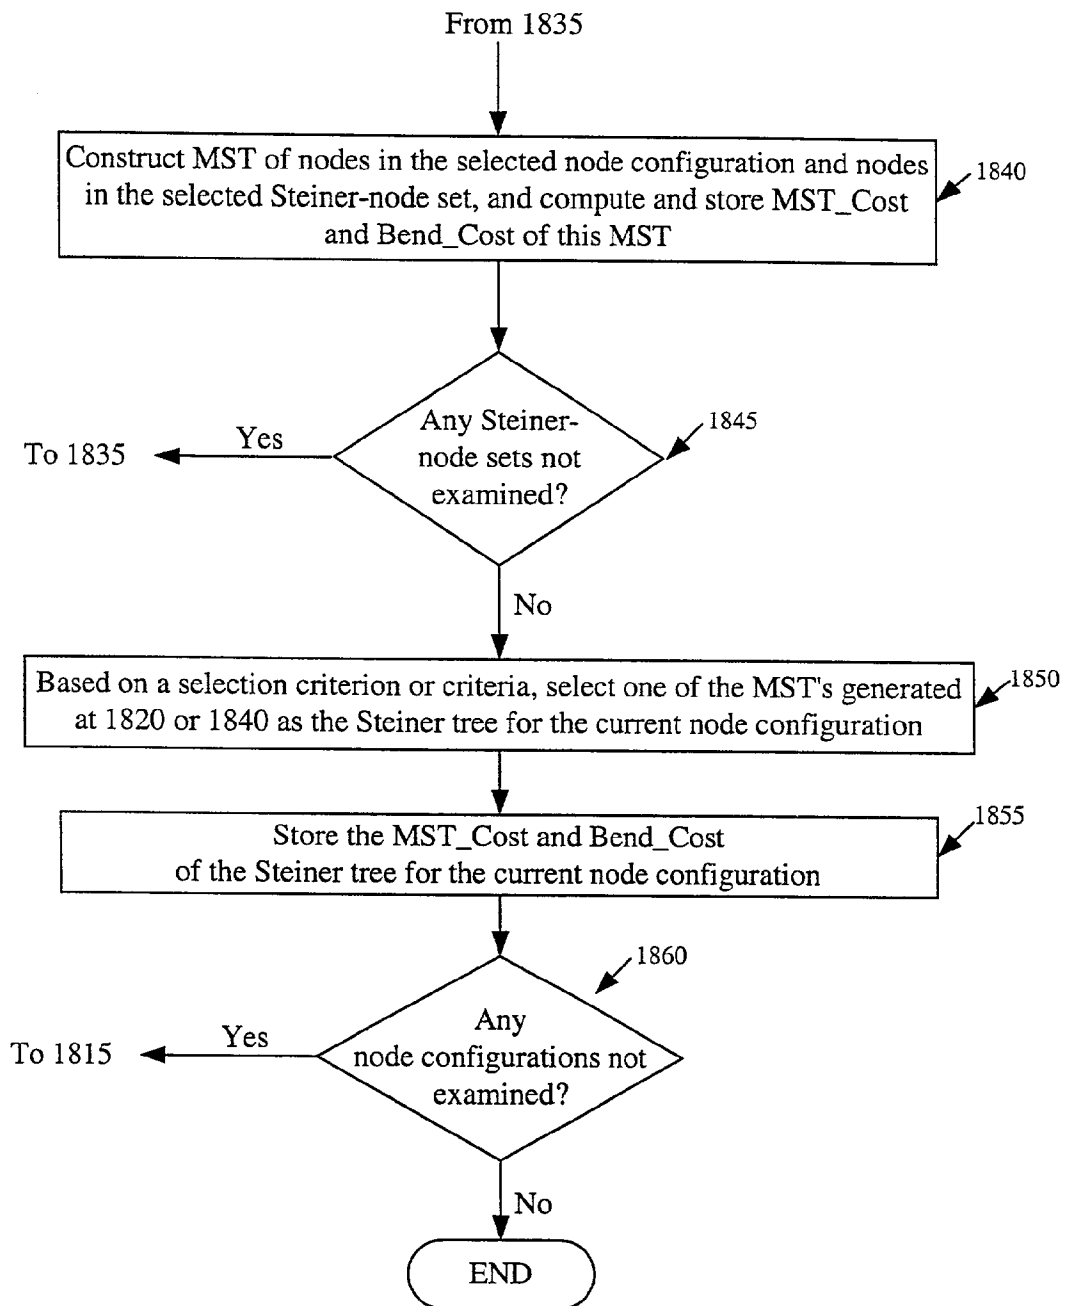 From 1835
Construct MST of nodes in the selected node configuration and nodes
in the selected Steiner-node set, and compute and store MST_Cost
and Bend_Cost of this MST
1840
Any Steiner-
node sets not
examined?
1845
Yes
To 1835
No
Based on a selection criterion or criteria, select one of the MST's generated
at 1820 or 1840 as the Steiner tree for the current node configuration
1850
Store the MST_Cost and Bend_Cost
of the Steiner tree for the current node configuration
1855
1860
Any
node configurations not
examined?
Yes
To 1815
No
END